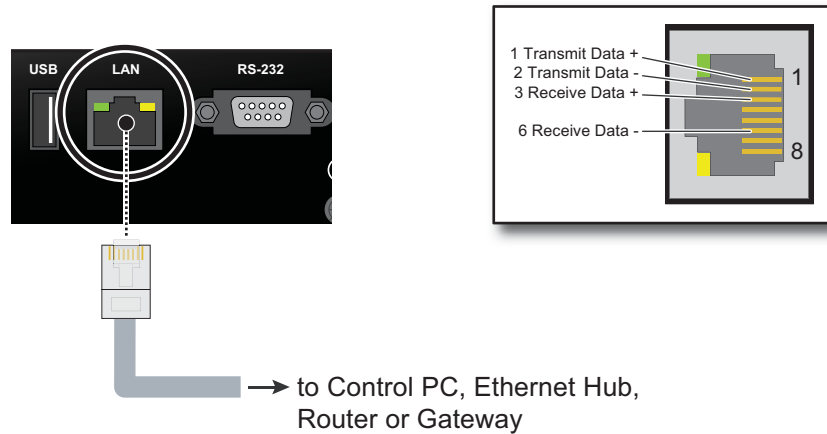 USB
LAN
RS-232
1 Transmit Data +
2 Transmit Data -
3 Receive Data +
6 Receive Data -
1
8
to Control PC, Ethernet Hub,
Router or Gateway